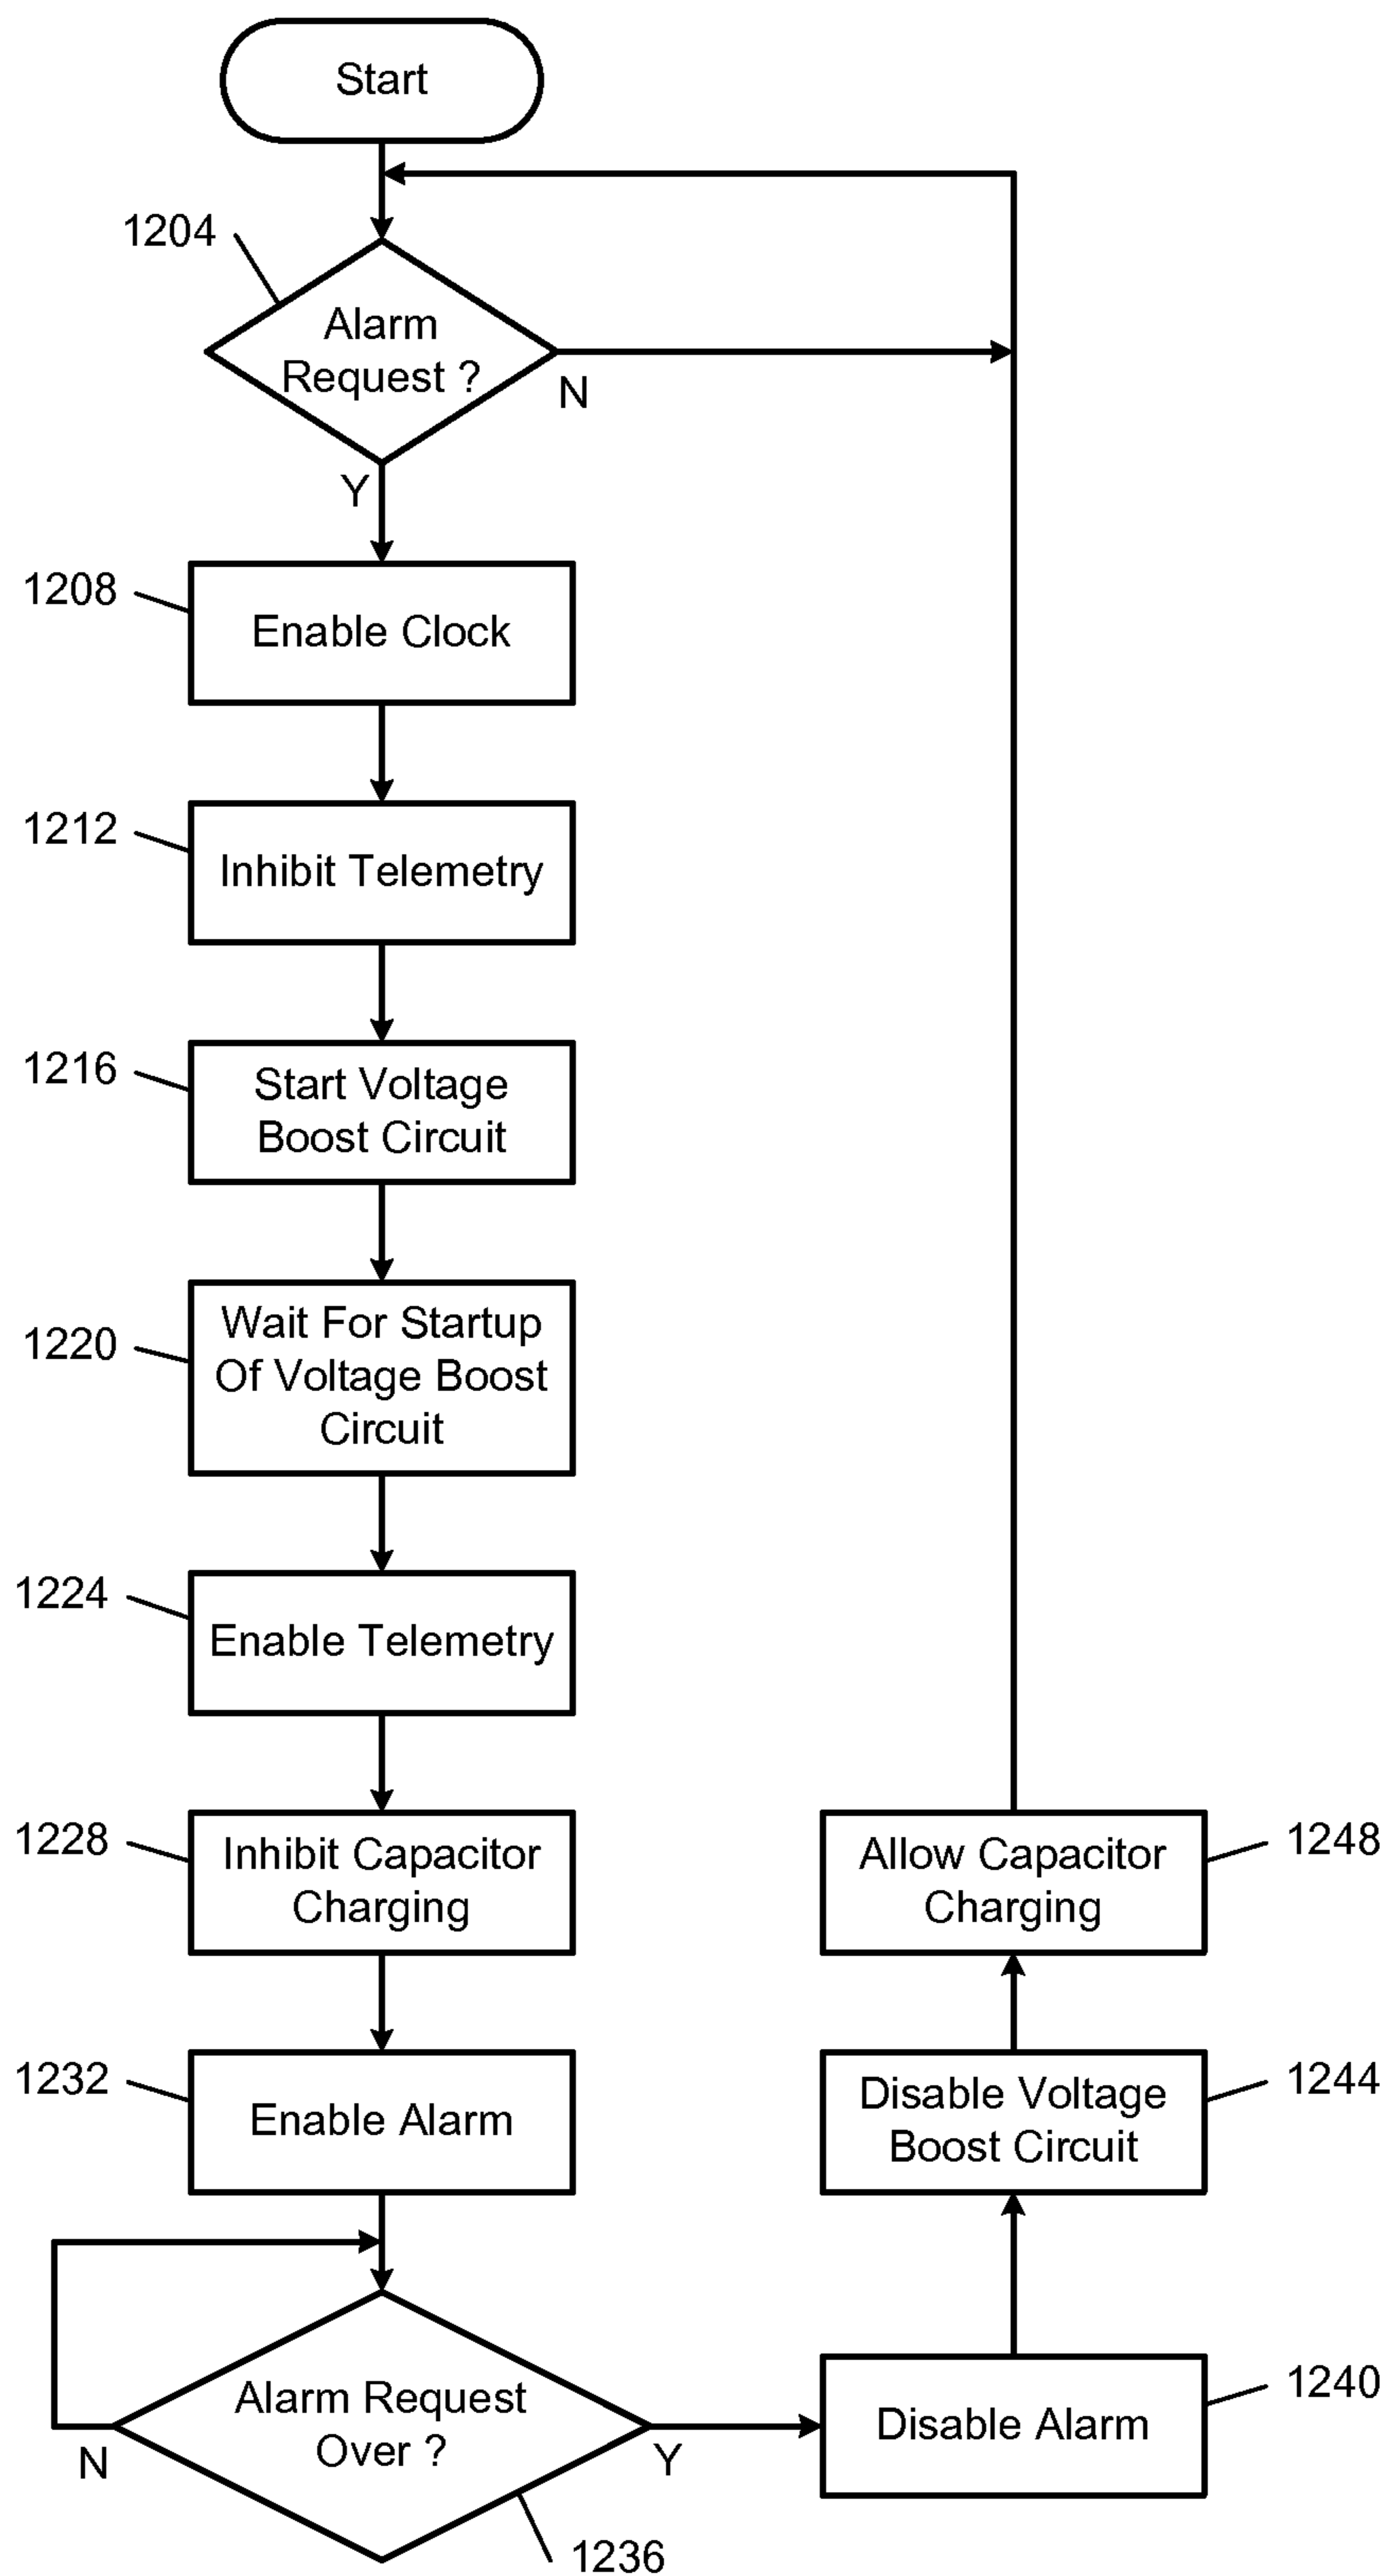 Start
1204
Alarm
Request ?
N
Y
1208
Enable Clock
1212
Inhibit Telemetry
1216
Start Voltage
Boost Circuit
1220
Wait For Startup
Of Voltage Boost
Circuit
1224
Enable Telemetry
1228
Inhibit Capacitor
Charging
1232
Enable Alarm
Alarm Request
Over ?
N
Y
1236
Disable Alarm
1240
Disable Voltage
Boost Circuit
1244
Allow Capacitor
Charging
1248